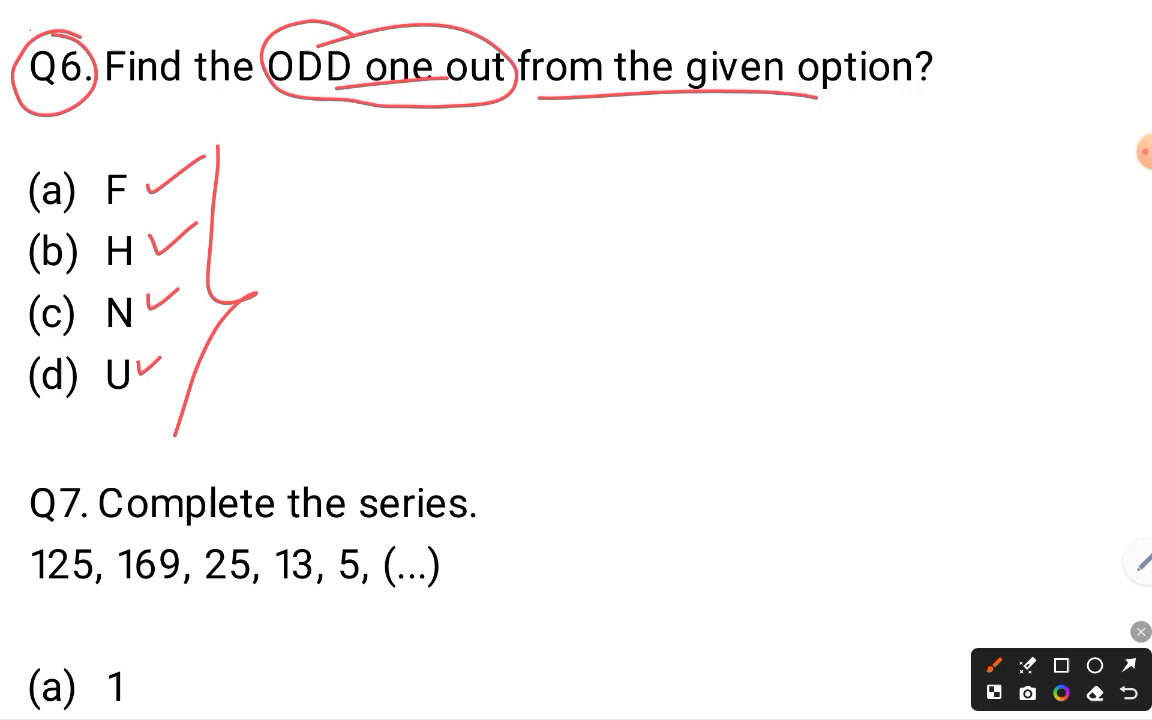 Q6. Find the ODD one out from the given option?
(a) F
(b) H
(c) N
(d) U
Q7. Complete the series.
125, 169, 25, 13, 5, (...)
(a) 1